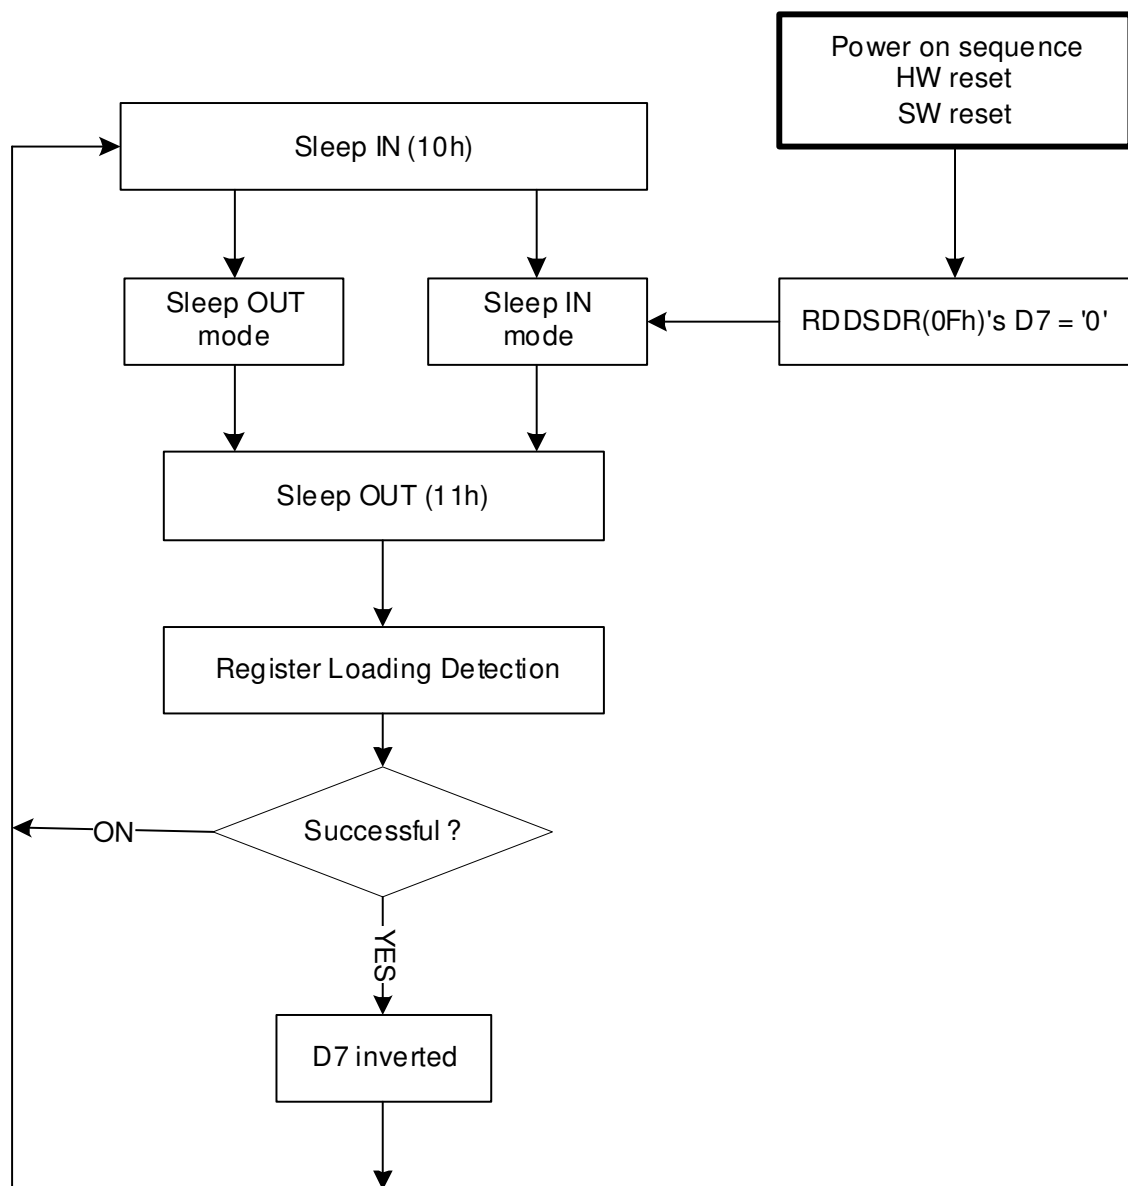 Power on sequence
HW reset
SW reset
Sleep IN (10h)
Sleep OUT
mode
Sleep IN
mode
RDDSDR(0Fh)'s D7 = '0'
Sleep OUT (11h)
Register Loading Detection
Successful ?
ON
YES
D7 inverted